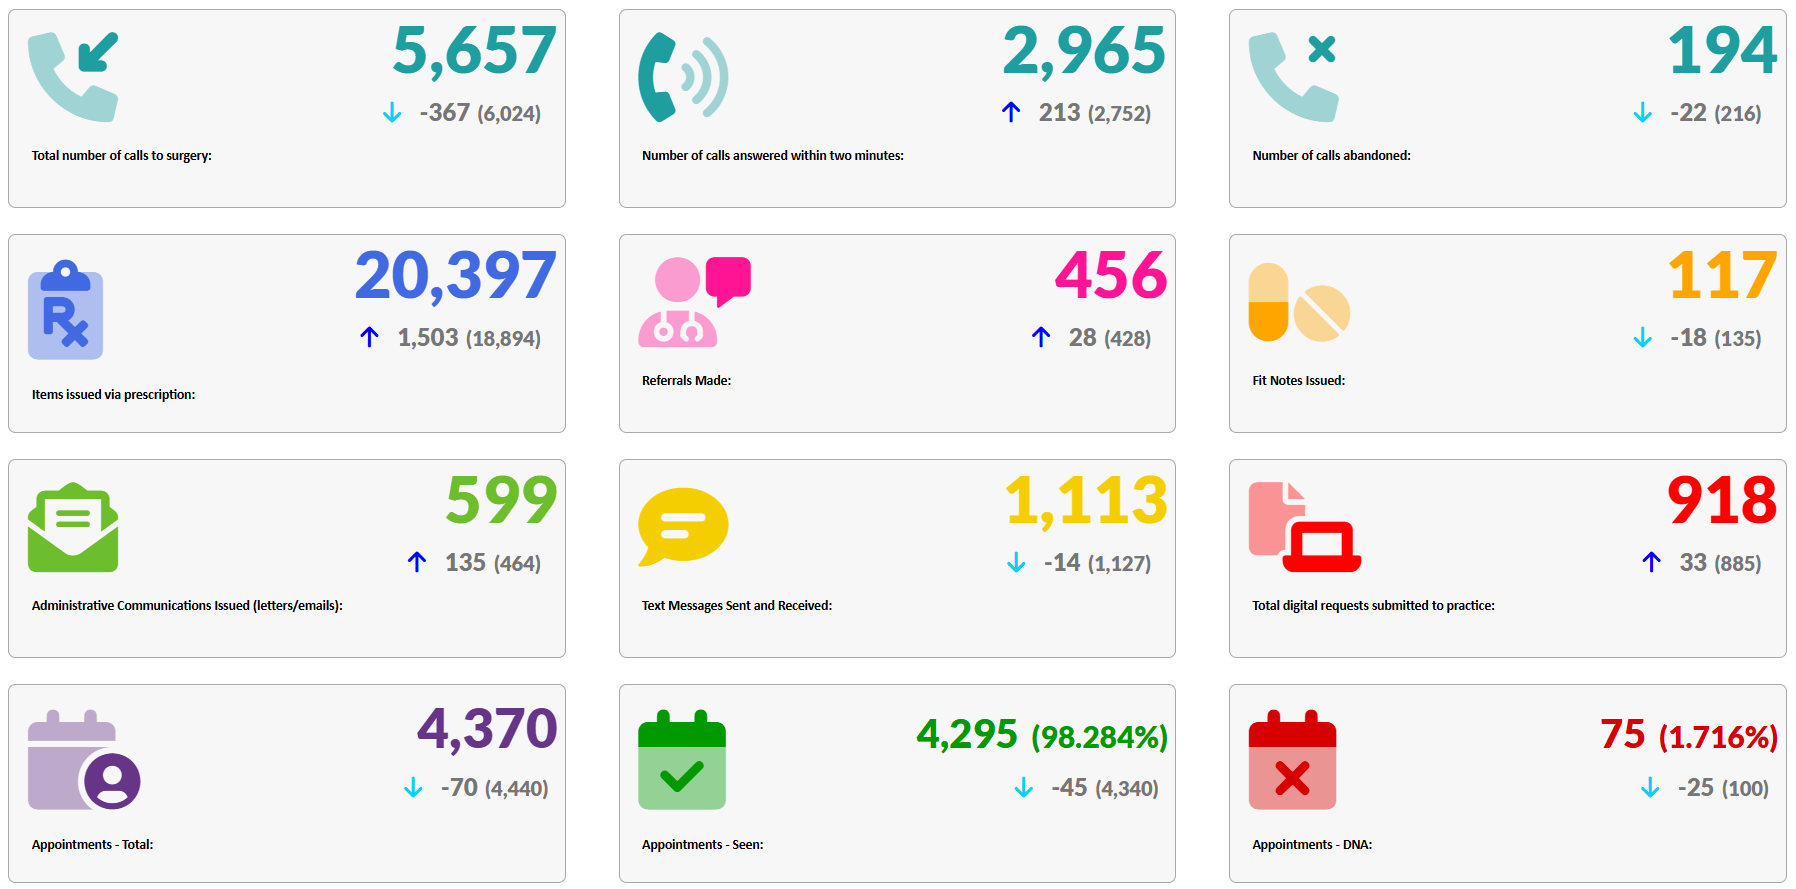 5,657
-367 (6,024)
Total number of calls to surgery:
2,965
213 (2,752)
Number of calls answered within two minutes:
194
-22 (216)
Number of calls abandoned:
Rx
20,397
1,503 (18,894)
Items issued via prescription:
456
28 (428)
Referrals Made:
117
-18 (135)
Fit Notes Issued:
599
135 (464)
Administrative Communications Issued (letters/emails):
1,113
-14 (1,127)
Text Messages Sent and Received:
918
33 (885)
Total digital requests submitted to practice:
4,370
-70 (4,440)
Appointments - Total:
4,295 (98.284%)
-45 (4,340)
Appointments - Seen:
75 (1.716%)
-25 (100)
Appointments - DNA: